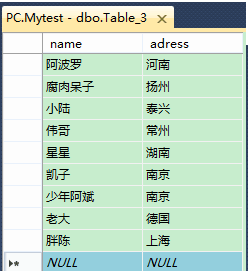 PC.Mytest - dbo.Table_3
name adress
阿波罗 河南
腐肉呆子 扬州
小陆 泰兴
伟哥 常州
星星 湖南
凯子 南京
少年阿斌 南京
老大 德国
胖陈 上海
NULL NULL